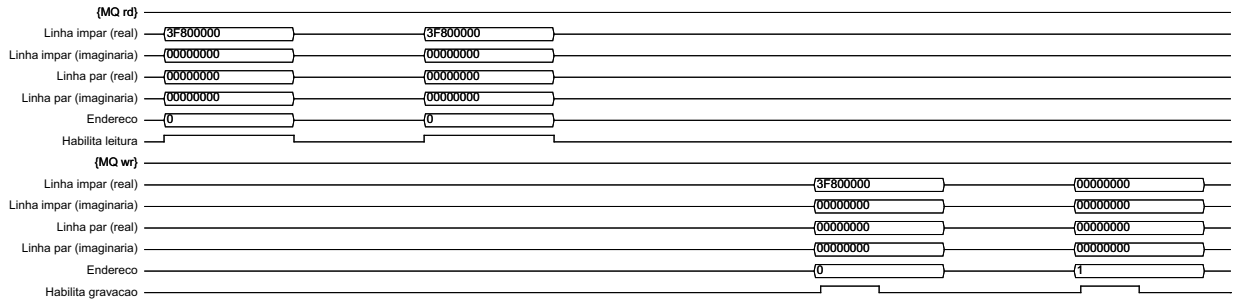 {MQ rd}
Linha impar (real) 3F800000 3F800000
Linha impar (imaginaria) 00000000 00000000
Linha par (real) 00000000 00000000
Linha par (imaginaria) 00000000 00000000
Endereco 0 0
Habilita leitura
{MQ wr}
Linha impar (real) 3F800000 00000000
Linha impar (imaginaria) 00000000 00000000
Linha par (real) 00000000 00000000
Linha par (imaginaria) 00000000 00000000
Endereco 0 1
Habilita gravacao